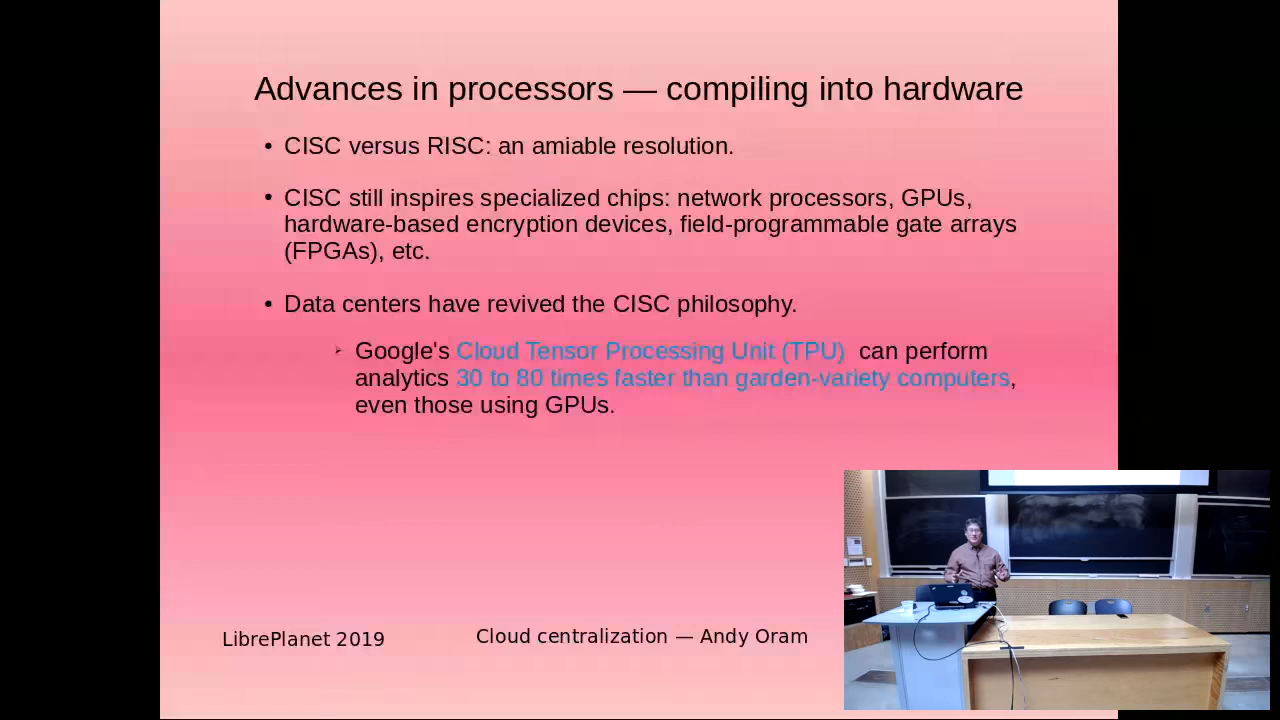 Advances in processors — compiling into hardware
• CISC versus RISC: an amiable resolution.
• CISC still inspires specialized chips: network processors, GPUs,
hardware-based encryption devices, field-programmable gate arrays
(FPGAs), etc.
• Data centers have revived the CISC philosophy.
➢ Google's Cloud Tensor Processing Unit (TPU)  can perform
analytics 30 to 80 times faster than garden-variety computers,
even those using GPUs.
LibrePlanet 2019
Cloud centralization — Andy Oram